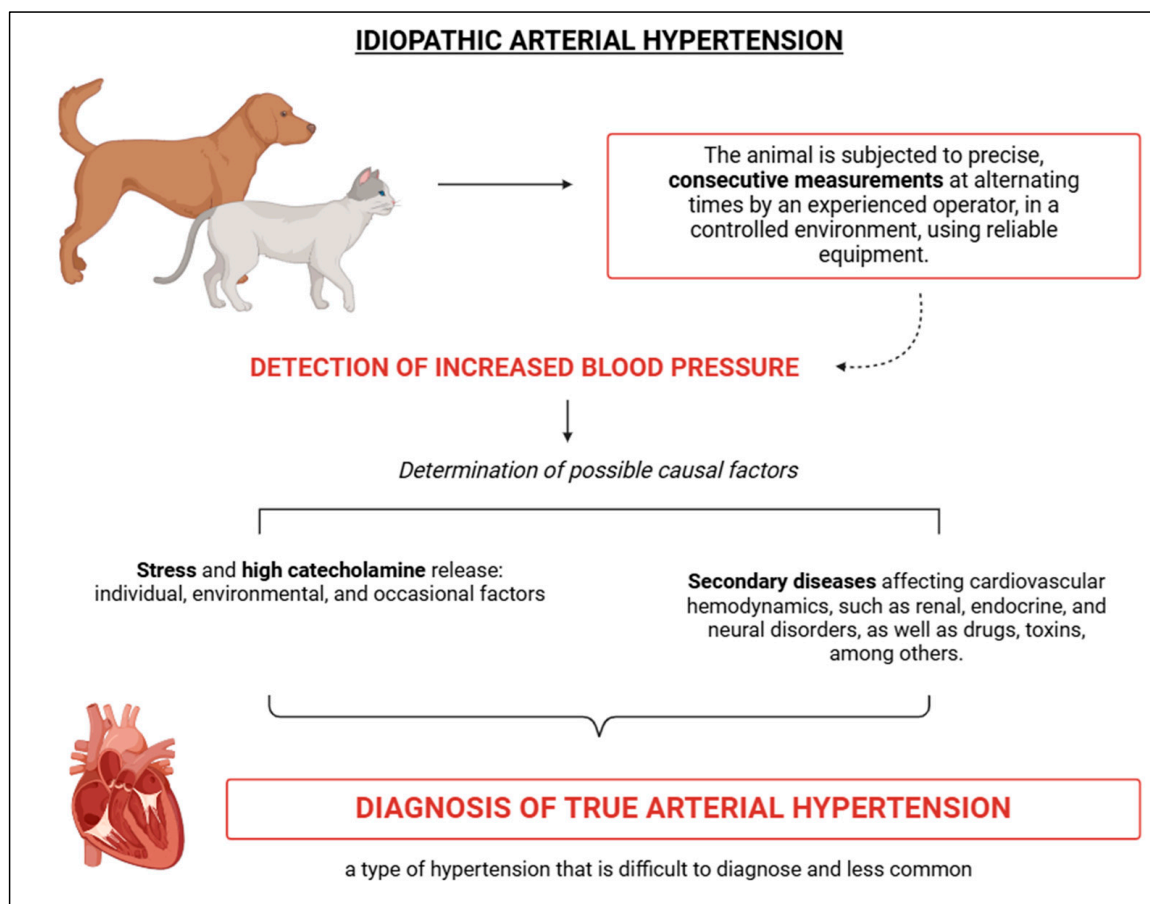 IDIOPATHIC ARTERIAL HYPERTENSION
The animal is subjected to precise,
consecutive measurements at alternating
times by an experienced operator, in a
controlled environment, using reliable
equipment.
DETECTION OF INCREASED BLOOD PRESSURE
Determination of possible causal factors
Stress and high catecholamine release:
individual, environmental, and occasional factors
Secondary diseases affecting cardiovascular
hemodynamics, such as renal, endocrine, and
neural disorders, as well as drugs, toxins,
among others.
DIAGNOSIS OF TRUE ARTERIAL HYPERTENSION
a type of hypertension that is difficult to diagnose and less common